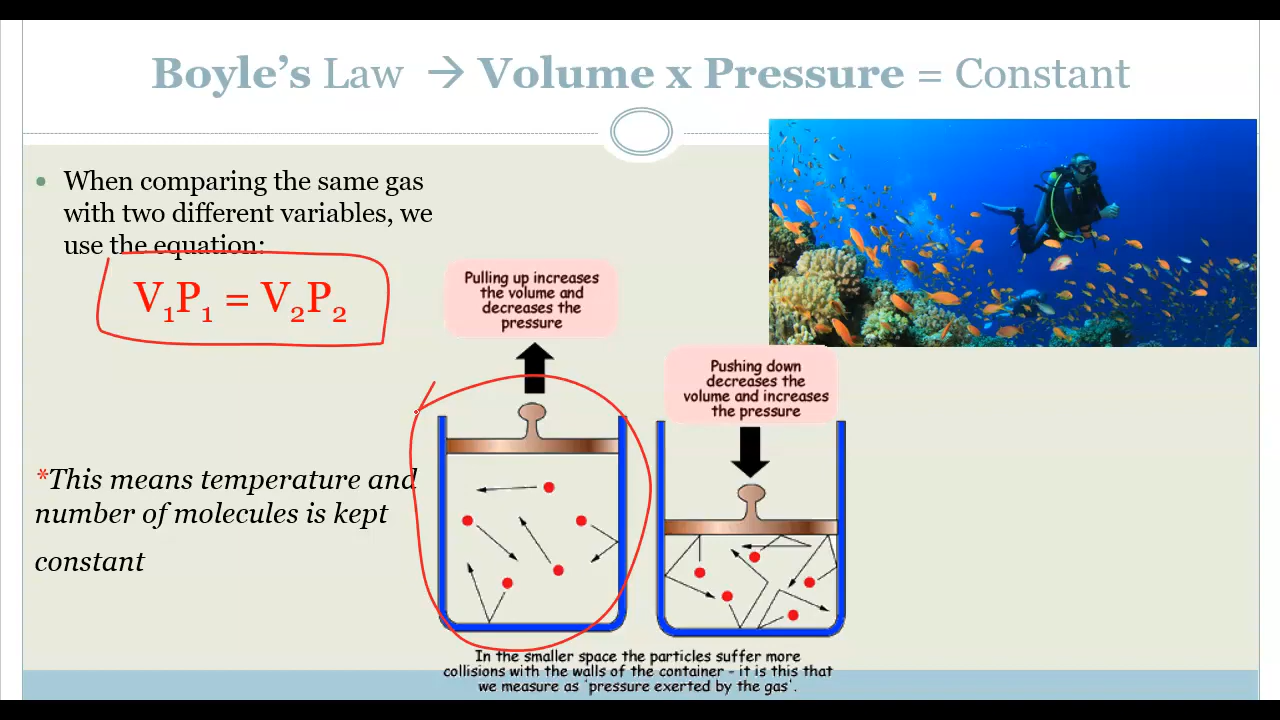 Boyle's Law → Volume x Pressure = Constant
• When comparing the same gas
with two different variables, we
use the equation:
V₁P₁ = V₂P₂
*This means temperature and
number of molecules is kept
constant
Pulling up increases
the volume and
decreases the
pressure
Pushing down
decreases the
volume and increases
the pressure
In the smaller space the particles suffer more
collisions with the walls of the container - it is this that
we measure as 'pressure exerted by the gas'.